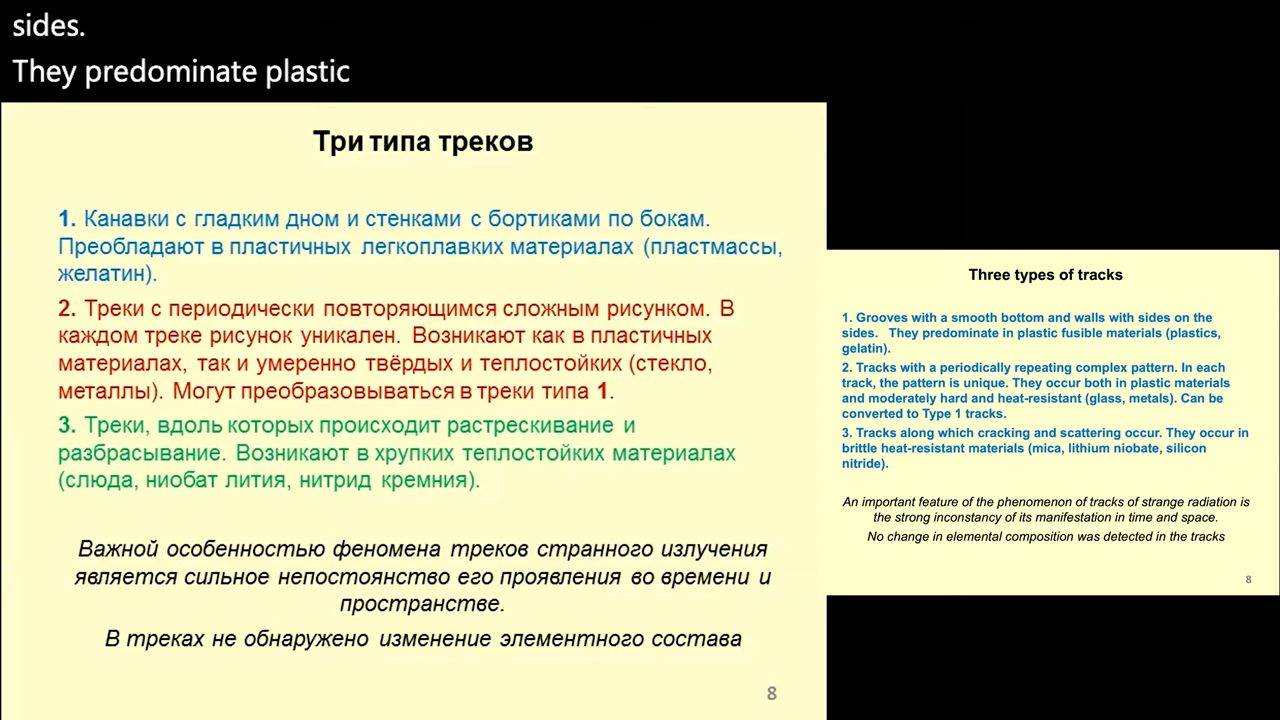 sides.
They predominate plastic
Три типа треков
1. Канавки с гладким дном и стенками с бортиками по бокам.
Преобладают в пластичных легкоплавких материалах (пластмассы,
желатин).
2. Треки с периодически повторяющимся сложным рисунком. В
каждом треке рисунок уникален. Возникают как в пластичных
материалах, так и умеренно твёрдых и теплостойких (стекло,
металлы). Могут преобразовываться в треки типа 1.
3. Треки, вдоль которых происходит растрескивание и
разбрасывание. Возникают в хрупких теплостойких материалах
(слюда, ниобат лития, нитрид кремния).
Важной особенностью феномена треков странного излучения
является сильное непостоянство его проявления во времени и
пространстве.
В треках не обнаружено изменение элементного состава
8
Three types of tracks
1. Grooves with a smooth bottom and walls with sides on the
sides. They predominate in plastic fusible materials (plastics,
gelatin).
2. Tracks with a periodically repeating complex pattern. In each
track, the pattern is unique. They occur both in plastic materials
and moderately hard and heat-resistant (glass, metals). Can be
converted to Type 1 tracks.
3. Tracks along which cracking and scattering occur. They occur in
brittle heat-resistant materials (mica, lithium niobate, silicon
nitride).
An important feature of the phenomenon of tracks of strange radiation is
the strong inconstancy of its manifestation in time and space.
No change in elemental composition was detected in the tracks
8